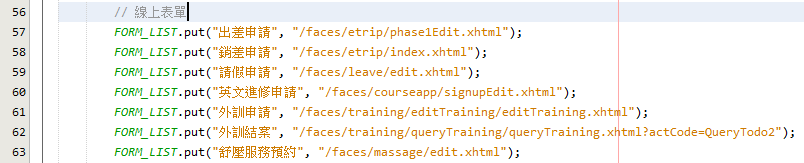 56 // 線上表單
57 FORM_LIST.put("出差申請", "/faces/etrip/phase1Edit.xhtml");
58 FORM_LIST.put("銷差申請", "/faces/etrip/index.xhtml");
59 FORM_LIST.put("請假申請", "/faces/leave/edit.xhtml");
60 FORM_LIST.put("英文進修申請", "/faces/courseapp/signupEdit.xhtml");
61 FORM_LIST.put("外訓申請", "/faces/training/editTraining/editTraining.xhtml");
62 FORM_LIST.put("外訓結案", "/faces/training/queryTraining/queryTraining.xhtml?actCode=QueryTodo2");
63 FORM_LIST.put("舒壓服務預約", "/faces/massage/edit.xhtml");